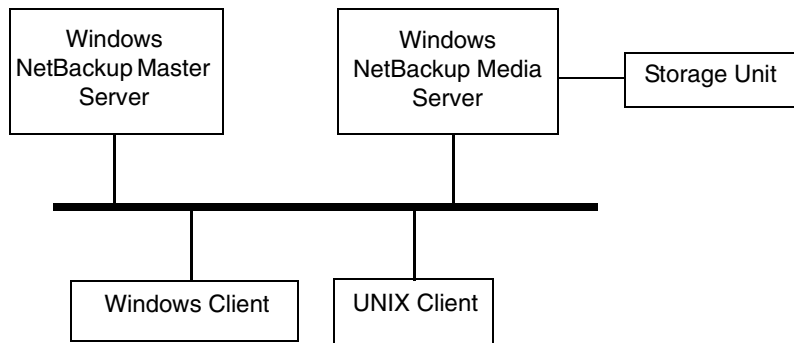 Windows
NetBackup Master
Server
Windows
NetBackup Media
Server
Storage Unit
Windows Client
UNIX Client